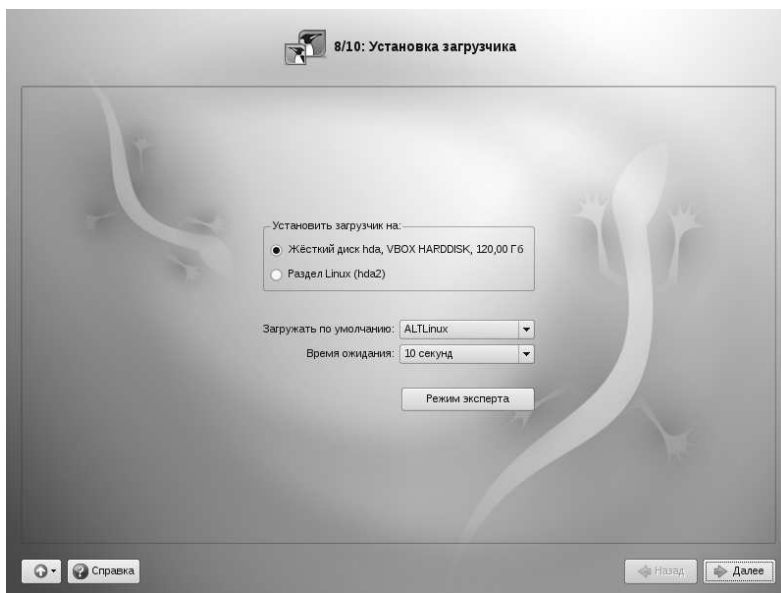 8/10: Установка загрузчика
Установить загрузчик на:
Жёсткий диск hda, VBOX HARDDISK, 120,00 Гб
Раздел Linux (hda2)
Загружать по умолчанию: ALTLinux
Время ожидания: 10 секунд
Режим эксперта
Справка
Назад
Далее